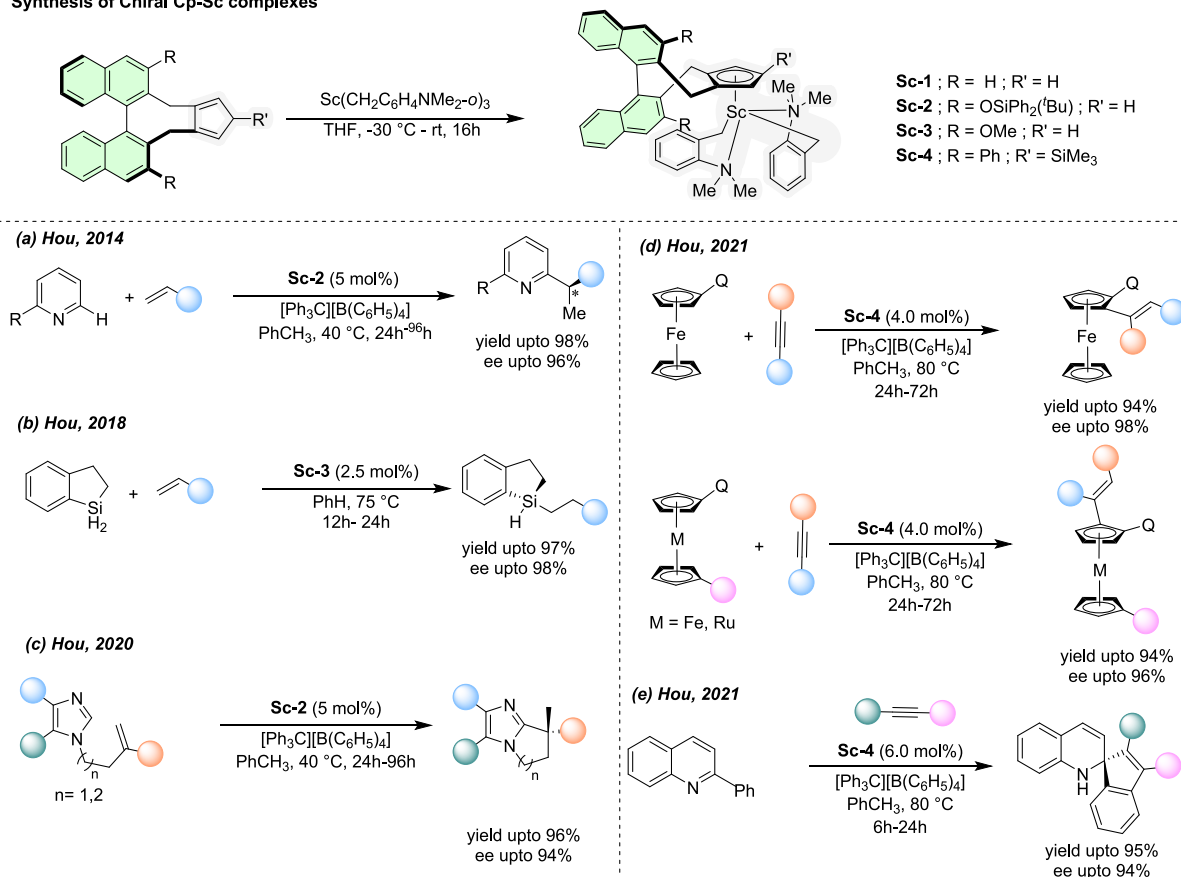 Synthesis of Chiral Cp-Sc complexes
R
R'
R
Sc(CH2C6H4NMe2-o)3
THF, -30 °C - rt, 16h
R
R'
R
Sc
Me
Me
N
N
Me Me
Sc-1 ; R = H ; R' = H
Sc-2 ; R = OSiPh2(tBu) ; R' = H
Sc-3 ; R = OMe ; R' = H
Sc-4 ; R = Ph ; R' = SiMe3
(a) Hou, 2014
R N H
+
Sc-2 (5 mol%)
[Ph3C][B(C6H5)4]
PhCH3, 40 °C, 24h-96h
R N
*
Me
yield upto 98%
ee upto 96%
(b) Hou, 2018
Si
H2
+
Sc-3 (2.5 mol%)
PhH, 75 °C
12h- 24h
Si
H
yield upto 97%
ee upto 98%
(c) Hou, 2020
N
N
n
n= 1,2
Sc-2 (5 mol%)
[Ph3C][B(C6H5)4]
PhCH3, 40 °C, 24h-96h
N
N
n
yield upto 96%
ee upto 94%
(d) Hou, 2021
Q
Fe
+
Sc-4 (4.0 mol%)
[Ph3C][B(C6H5)4]
PhCH3, 80 °C
24h-72h
Q
Fe
yield upto 94%
ee upto 98%
Q
M
+
M = Fe, Ru
Sc-4 (4.0 mol%)
[Ph3C][B(C6H5)4]
PhCH3, 80 °C
24h-72h
Q
M
yield upto 94%
ee upto 96%
(e) Hou, 2021
N Ph
Sc-4 (6.0 mol%)
[Ph3C][B(C6H5)4]
PhCH3, 80 °C
6h-24h
N
H
yield upto 95%
ee upto 94%